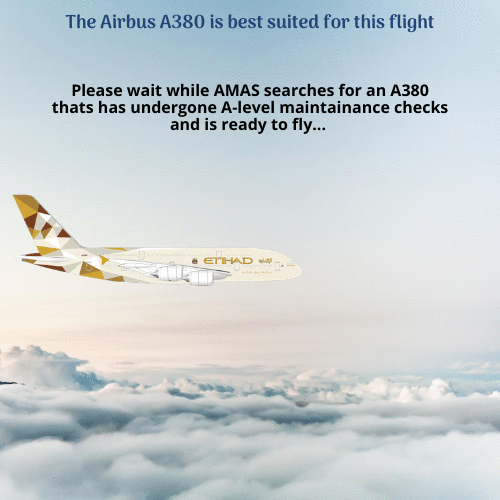 The Airbus A380 is best suited for this flight
Please wait while AMAS searches for an A380
thats has undergone A-level maintainance checks
and is ready to fly...
ETIHAD